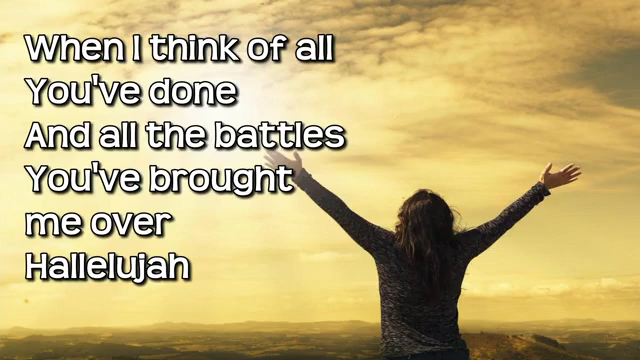 When I think of all
You've done
And all the battles
You've brought
me over
Hallelujah